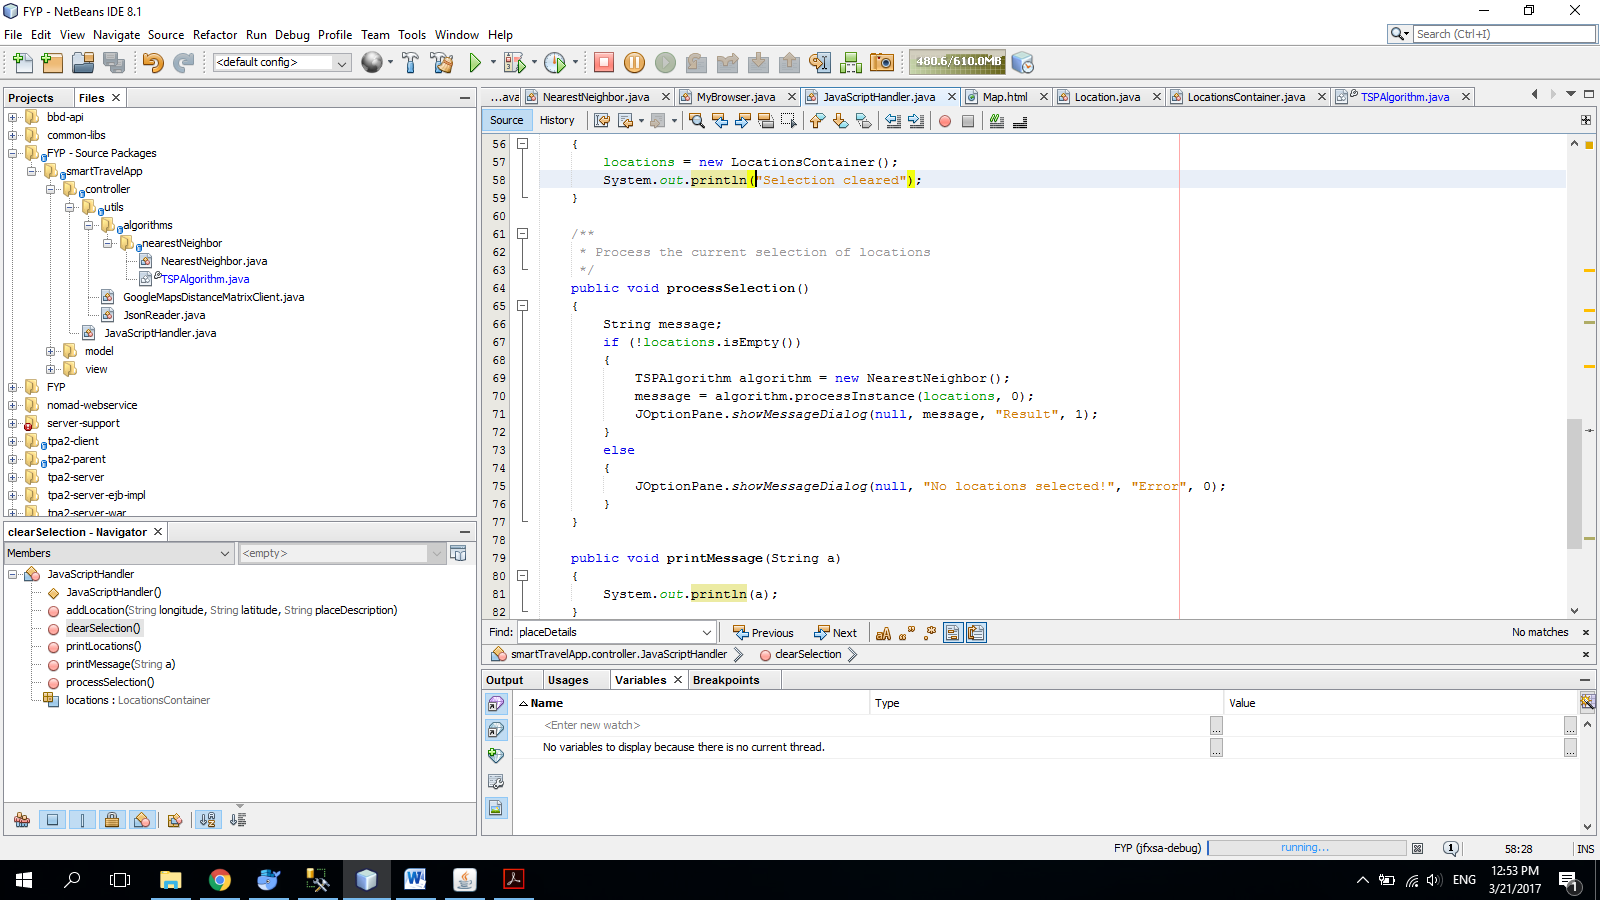 FYP - NetBeans IDE 8.1
File Edit View Navigate Source Refactor Run Debug Profile Team Tools Window Help
Search (Ctrl+I)
<default config>
480.6/610.0MB
Projects Files
bbd-api
common-libs
FYP - Source Packages
smartTravelApp
controller
utils
algorithms
nearestNeighbor
NearestNeighbor.java
TSPAlgorithm.java
GoogleMapsDistanceMatrixClient.java
JsonReader.java
JavaScriptHandler.java
model
view
FYP
nomad-webservice
server-support
tpa2-client
tpa2-parent
tpa2-server
tpa2-server-ejb-impl
tpa2-server-war
clearSelection - Navigator
Members <empty>
JavaScriptHandler
JavaScriptHandler()
addLocation(String longitude, String latitude, String placeDescription)
clearSelection()
printLocations()
printMessage(String a)
processSelection()
locations : LocationsContainer
...ava NearestNeighbor.java MyBrowser.java JavaScriptHandler.java Map.html Location.java LocationsContainer.java TSPAlgorithm.java
Source History
56 {
57 locations = new LocationsContainer();
58 System.out.println("Selection cleared");
59 }
60
61 /**
62 * Process the current selection of locations
63 */
64 public void processSelection()
65 {
66 String message;
67 if (!locations.isEmpty())
68 {
69 TSPAlgorithm algorithm = new NearestNeighbor();
70 message = algorithm.processInstance(locations, 0);
71 JOptionPane.showMessageDialog(null, message, "Result", 1);
72 }
73 else
74 {
75 JOptionPane.showMessageDialog(null, "No locations selected!", "Error", 0);
76 }
77 }
78
79 public void printMessage(String a)
80 {
81 System.out.println(a);
82 }
Find: placeDetails Previous Next No matches
smartTravelApp.controller.JavaScriptHandler clearSelection
Output Usages Variables Breakpoints
Name Type Value
<Enter new watch>
No variables to display because there is no current thread.
FYP (jfxsa-debug) running... 1 58:28 INS
ENG 12:53 PM
3/21/2017 1